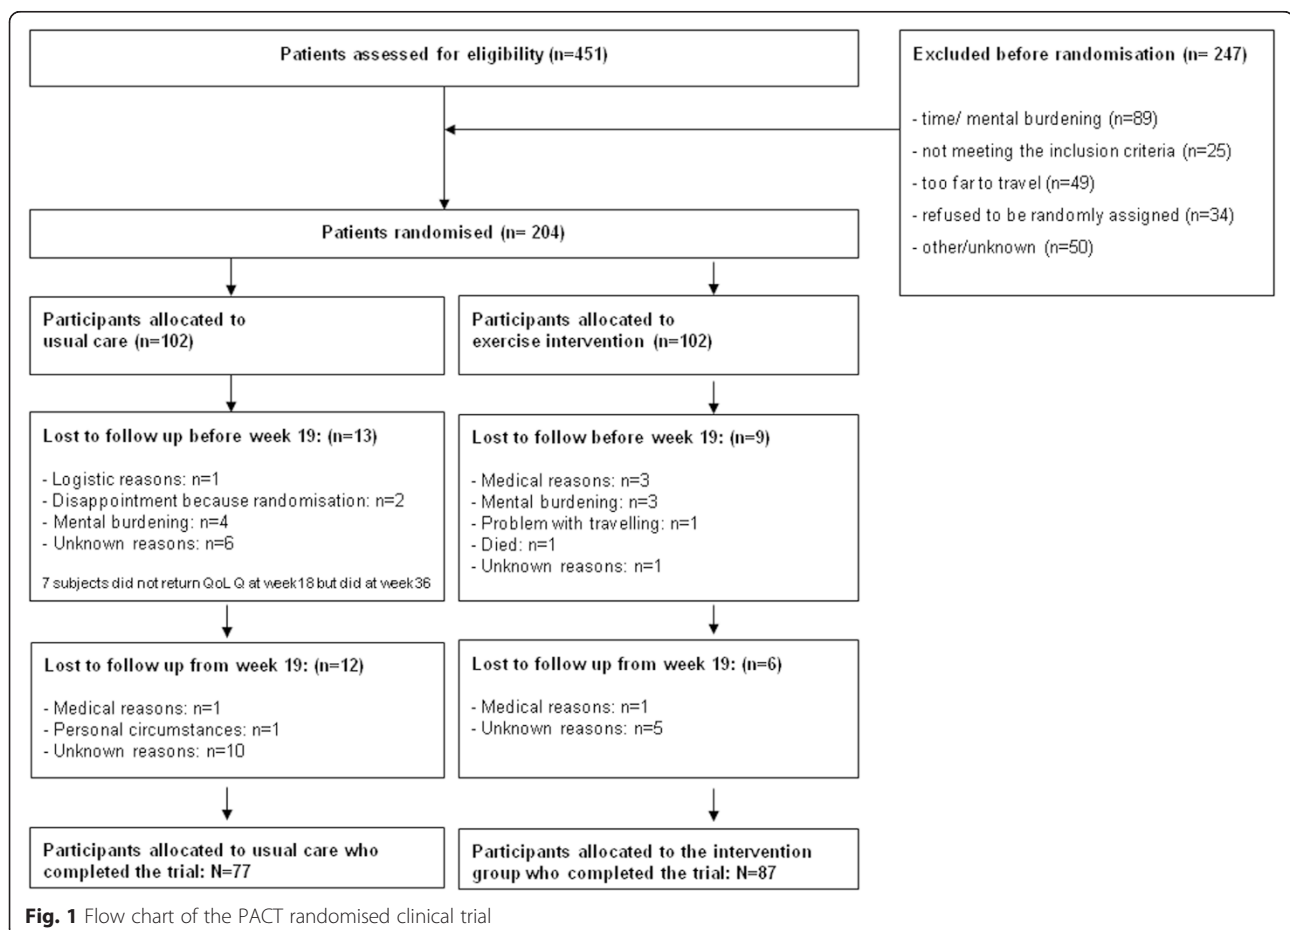 Patients assessed for eligibility (n=451)
Excluded before randomisation (n= 247)
- time/ mental burdening (n=89)
- not meeting the inclusion criteria (n=25)
- too far to travel (n=49)
- refused to be randomly assigned (n=34)
- other/unknown (n=50)
Patients randomised (n= 204)
Participants allocated to
usual care (n=102)
Participants allocated to
exercise intervention (n=102)
Lost to follow up before week 19: (n=13)
- Logistic reasons: n=1
- Disappointment because randomisation: n=2
- Mental burdening: n=4
- Unknown reasons: n=6
7 subjects did not return QoL Q at week 18 but did at week 36
Lost to follow before week 19: (n=9)
- Medical reasons: n=3
- Mental burdening: n=3
- Problem with travelling: n=1
- Died: n=1
- Unknown reasons: n=1
Lost to follow up from week 19: (n=12)
- Medical reasons: n=1
- Personal circumstances: n=1
- Unknown reasons: n=10
Lost to follow up from week 19: (n=6)
- Medical reasons: n=1
- Unknown reasons: n=5
Participants allocated to usual care who
completed the trial: N=77
Participants allocated to the intervention
group who completed the trial: N=87
Fig. 1 Flow chart of the PACT randomised clinical trial